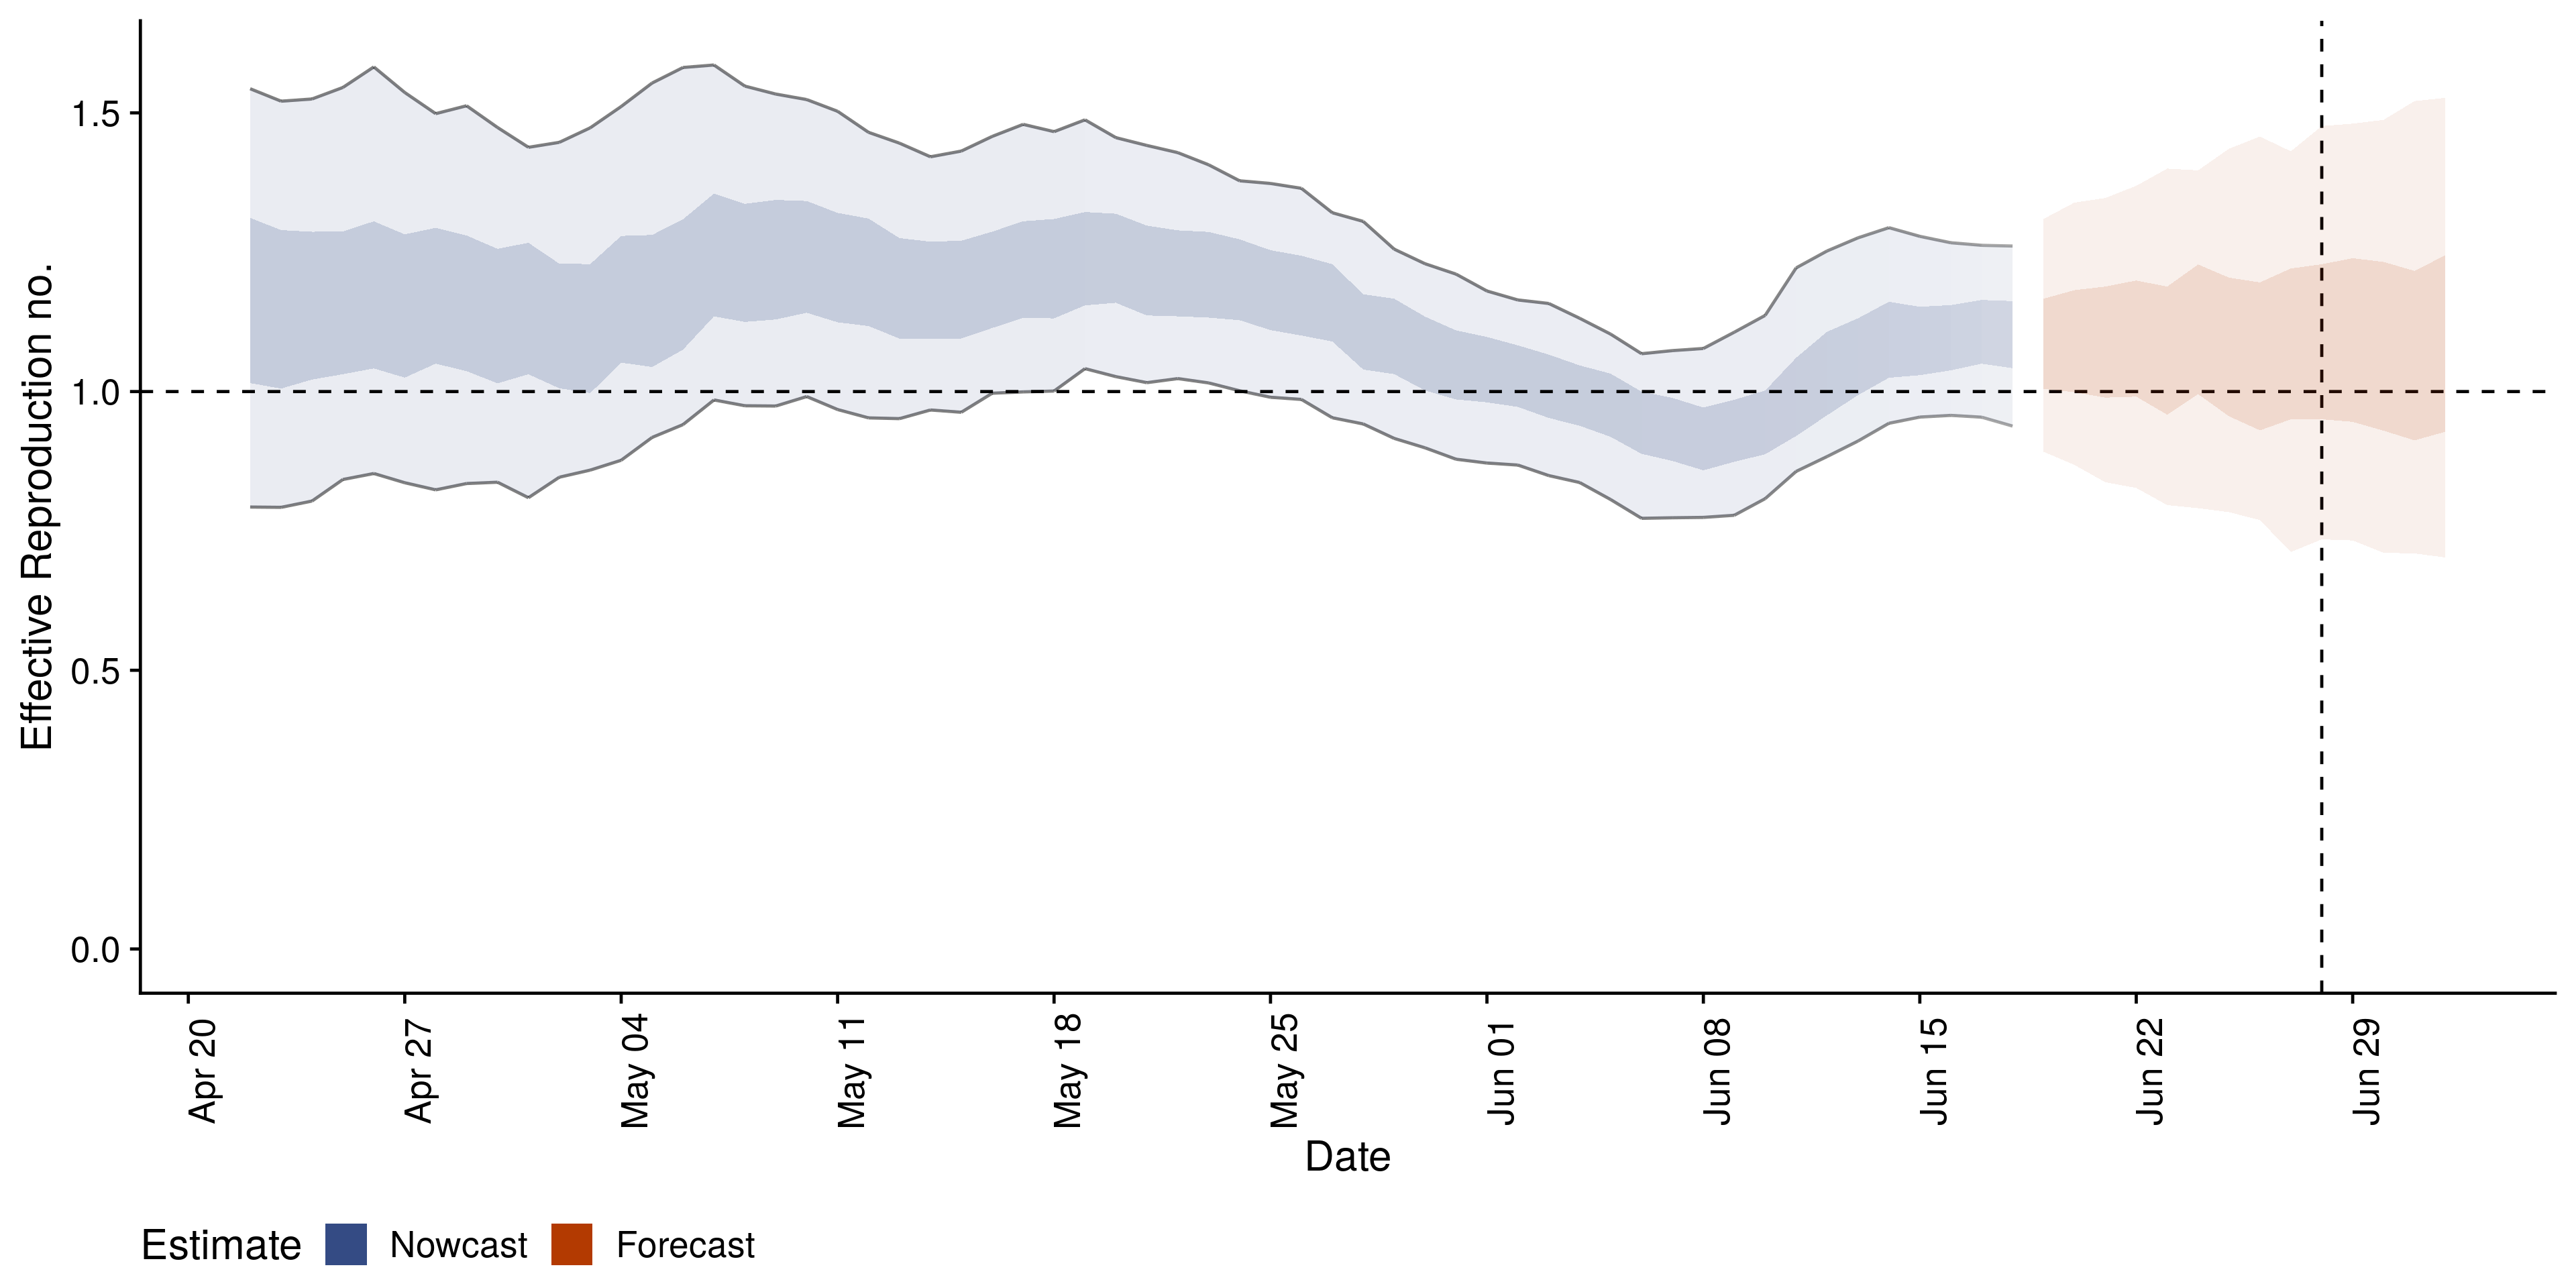 Effective Reproduction no.
1.5
1.0
0.5
0.0
Apr 20
Apr 27
May 04
May 11
May 18
May 25
Jun 01
Jun 08
Jun 15
Jun 22
Jun 29
Date
Estimate Nowcast Forecast